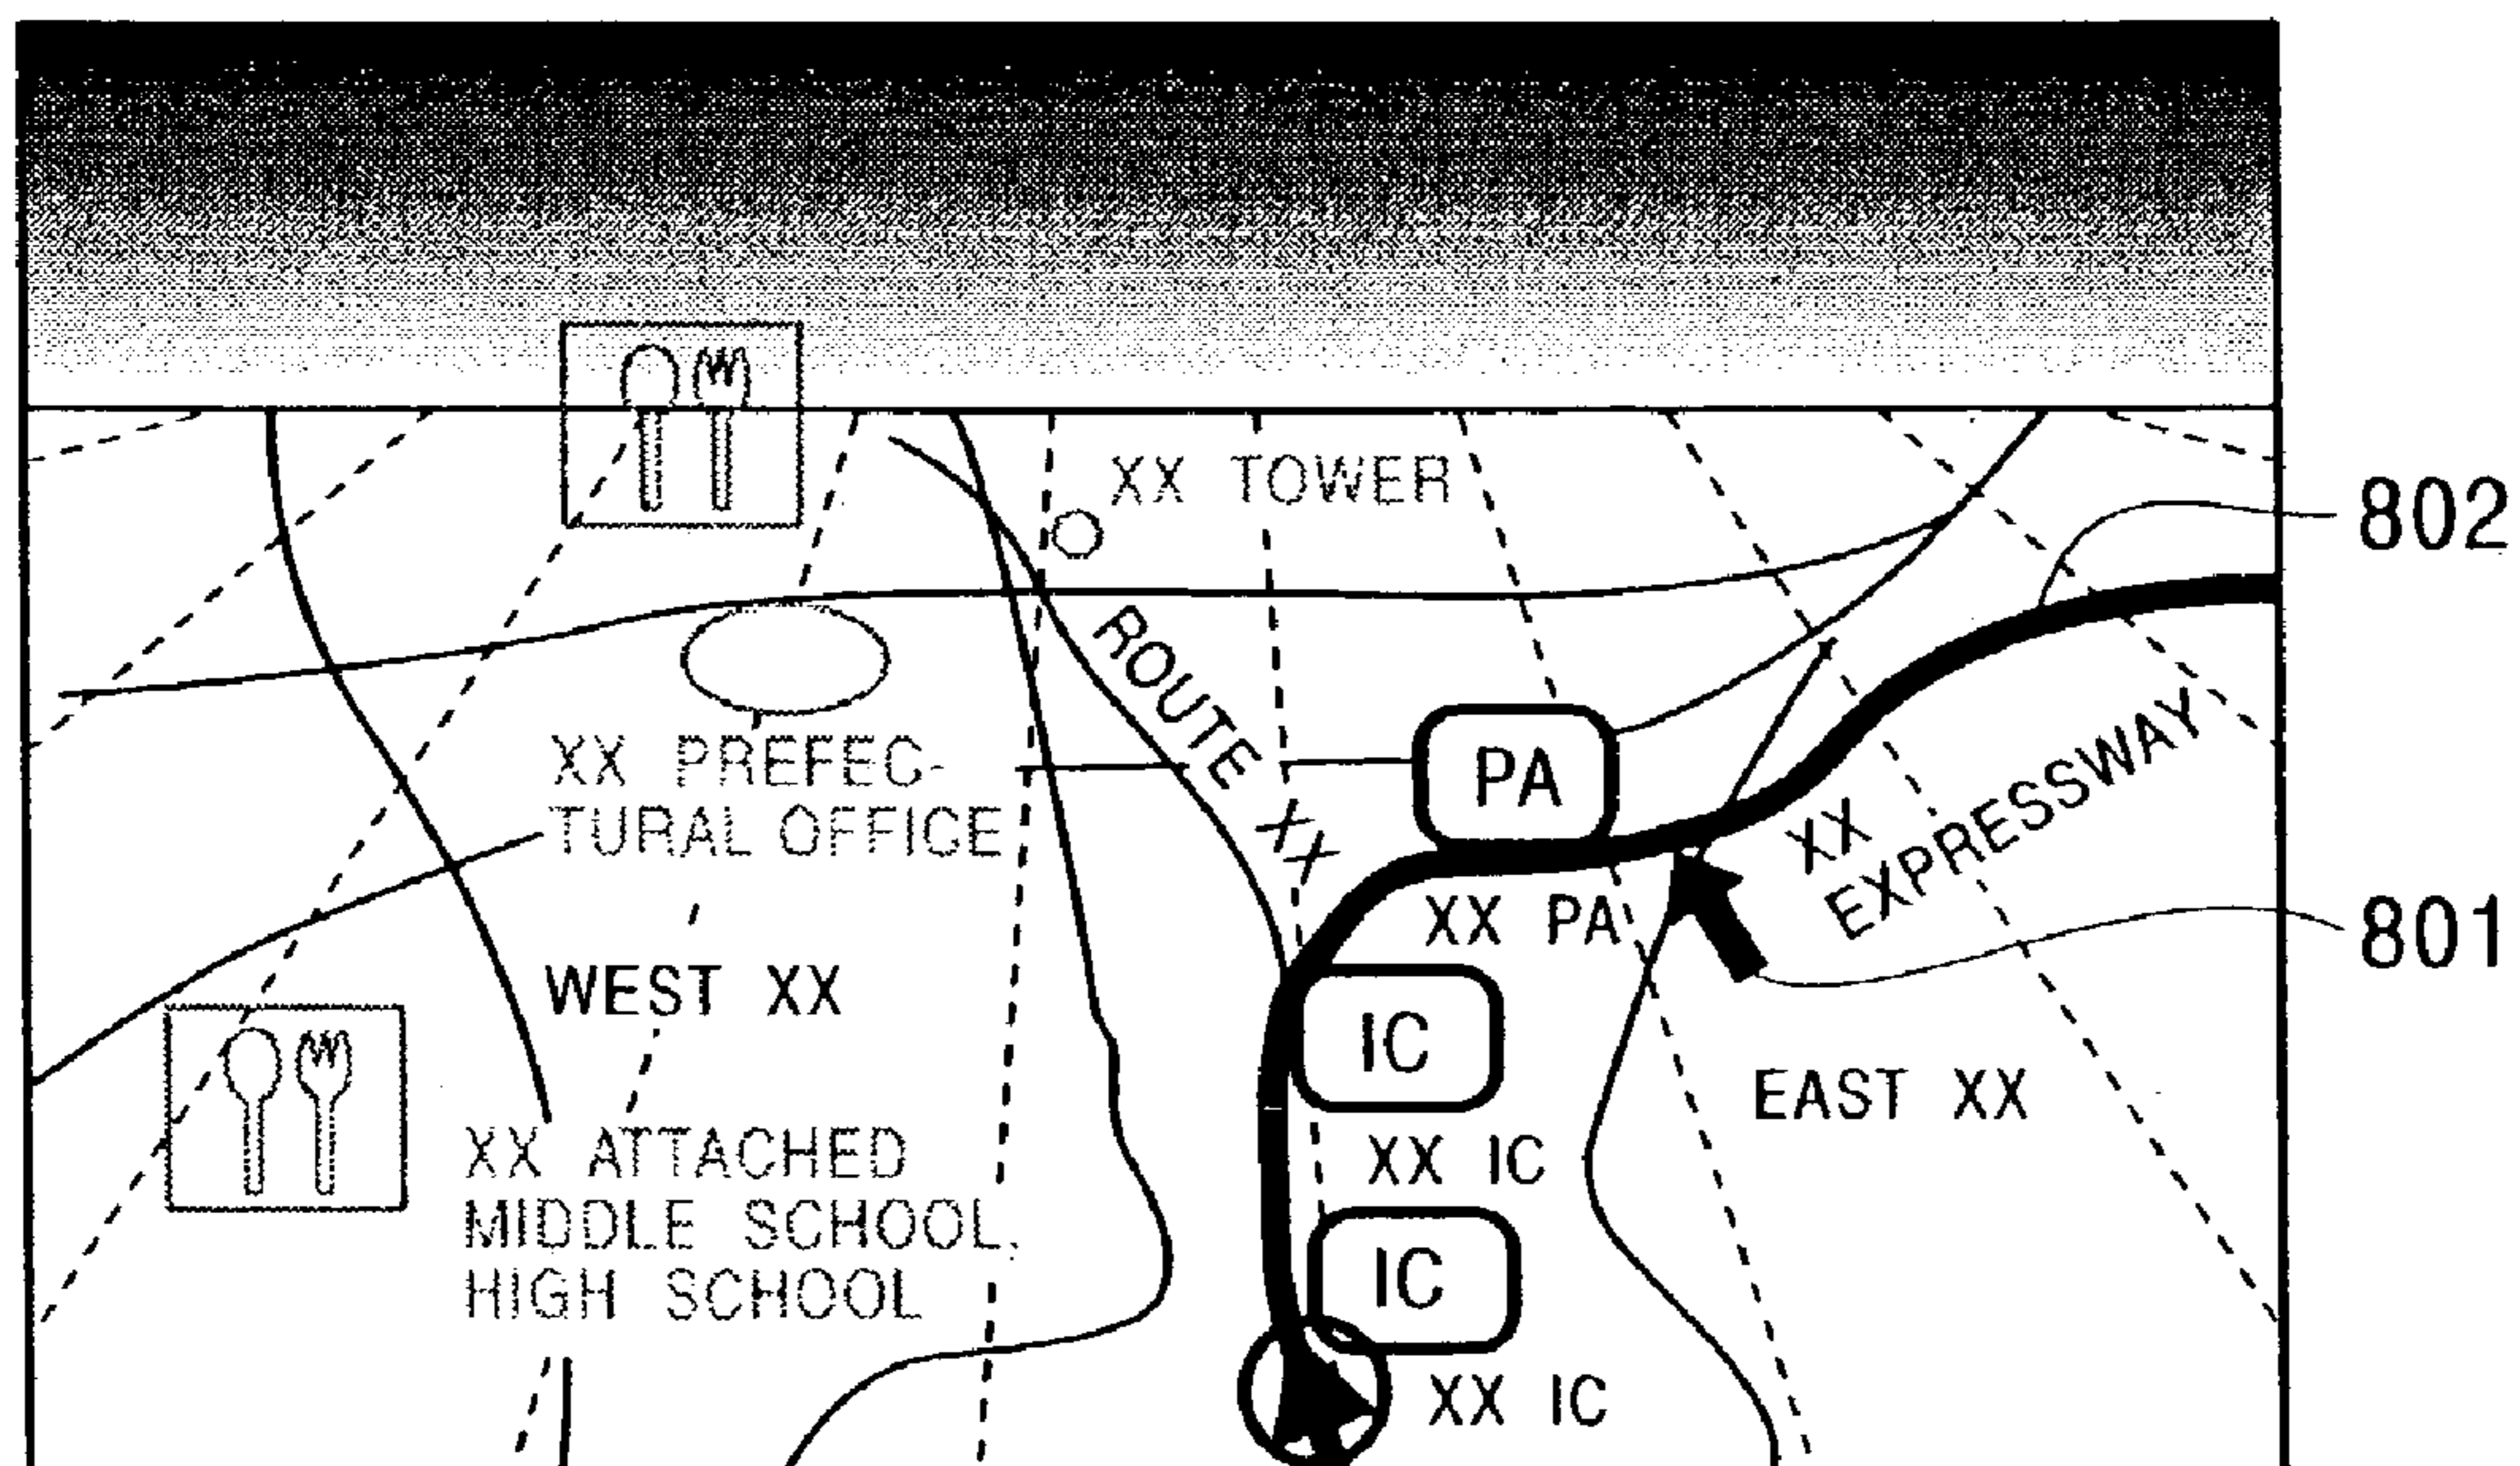 XX TOWER
802
ROUTE XX
PA
XX PREFEC-
TURAL OFFICE
XX
EXPRESSWAY
XX PA
801
WEST XX
IC
EAST XX
XX ATTACHED
MIDDLE SCHOOL,
HIGH SCHOOL
XX IC
IC
XX IC